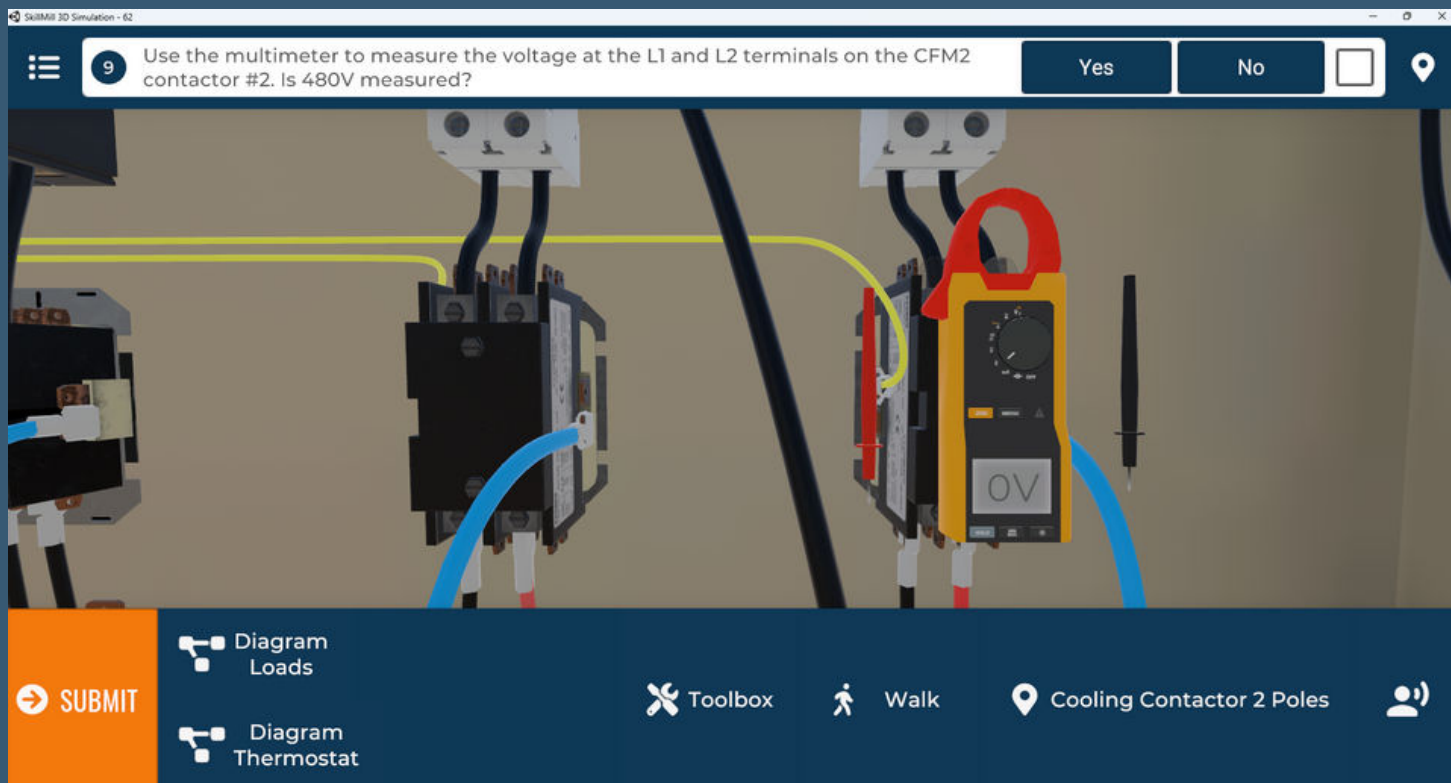 SkillMill 3D Simulation - 62
9
Use the multimeter to measure the voltage at the L1 and L2 terminals on the CFM2
contactor #2. Is 480V measured?
Yes
No
OFF
0V
HOLD
SUBMIT
Diagram
Loads
Diagram
Thermostat
Toolbox
Walk
Cooling Contactor 2 Poles